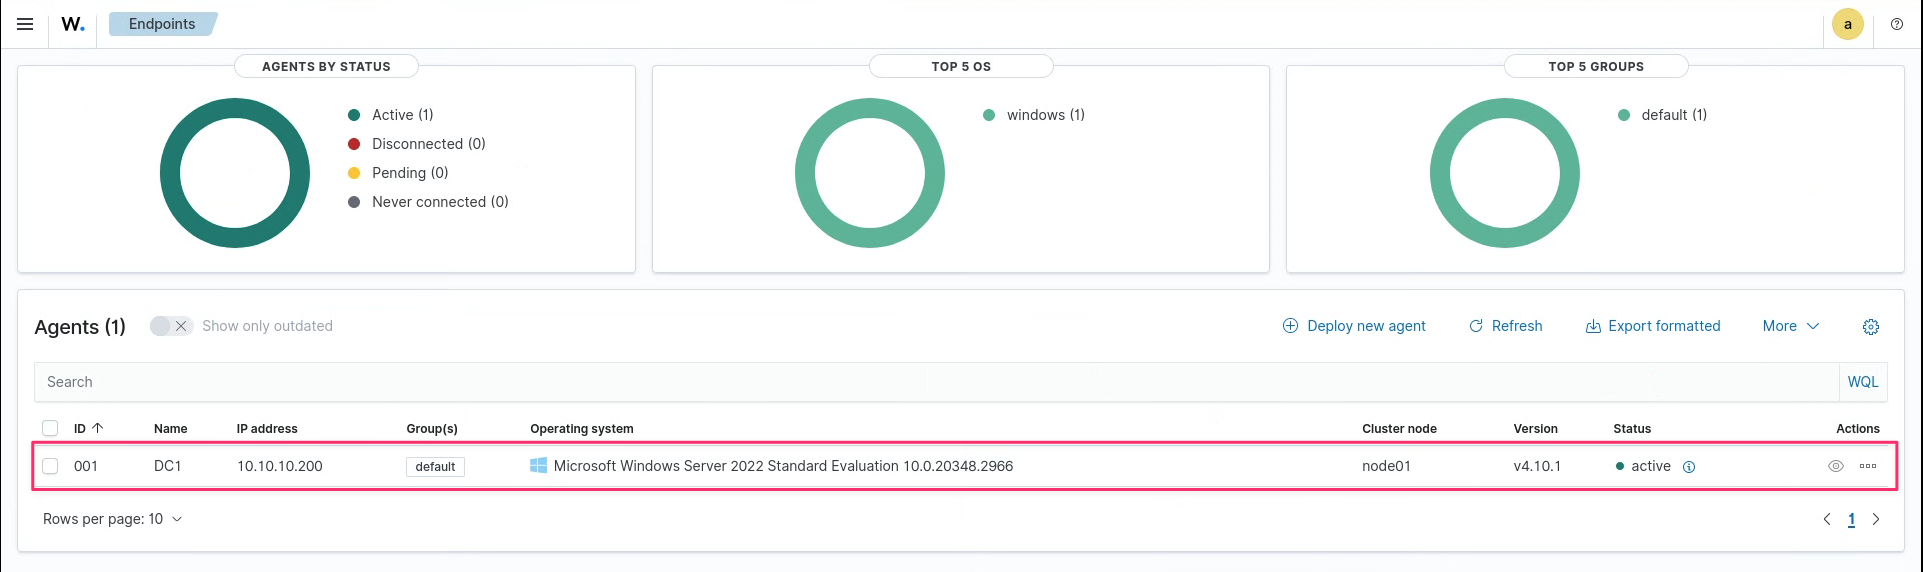 W. Endpoints a
AGENTS BY STATUS
Active (1)
Disconnected (0)
Pending (0)
Never connected (0)
TOP 5 OS
windows (1)
TOP 5 GROUPS
default (1)
Agents (1) Show only outdated Deploy new agent Refresh Export formatted More
Search WQL
ID Name IP address Group(s) Operating system Cluster node Version Status Actions
001 DC1 10.10.10.200 default Microsoft Windows Server 2022 Standard Evaluation 10.0.20348.2966 node01 v4.10.1 active
Rows per page: 10 1